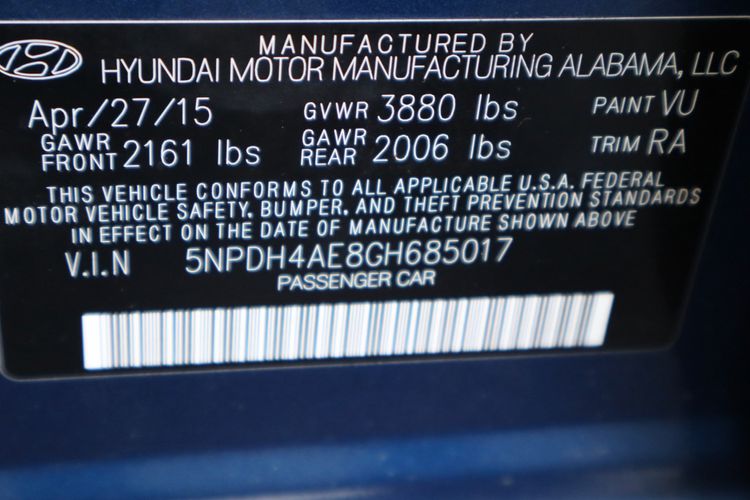 MANUFACTURED BY
HYUNDAI MOTOR MANUFACTURING ALABAMA, LLC
Apr/27/15 GVWR 3880 lbs PAINT VU
GAWR FRONT 2161 lbs GAWR REAR 2006 lbs TRIM RA
THIS VEHICLE CONFORMS TO ALL APPLICABLE U.S.A. FEDERAL
MOTOR VEHICLE SAFETY, BUMPER, AND THEFT PREVENTION STANDARDS
IN EFFECT ON THE DATE OF MANUFACTURE SHOWN ABOVE
V.I.N 5NPDH4AE8GH685017
PASSENGER CAR